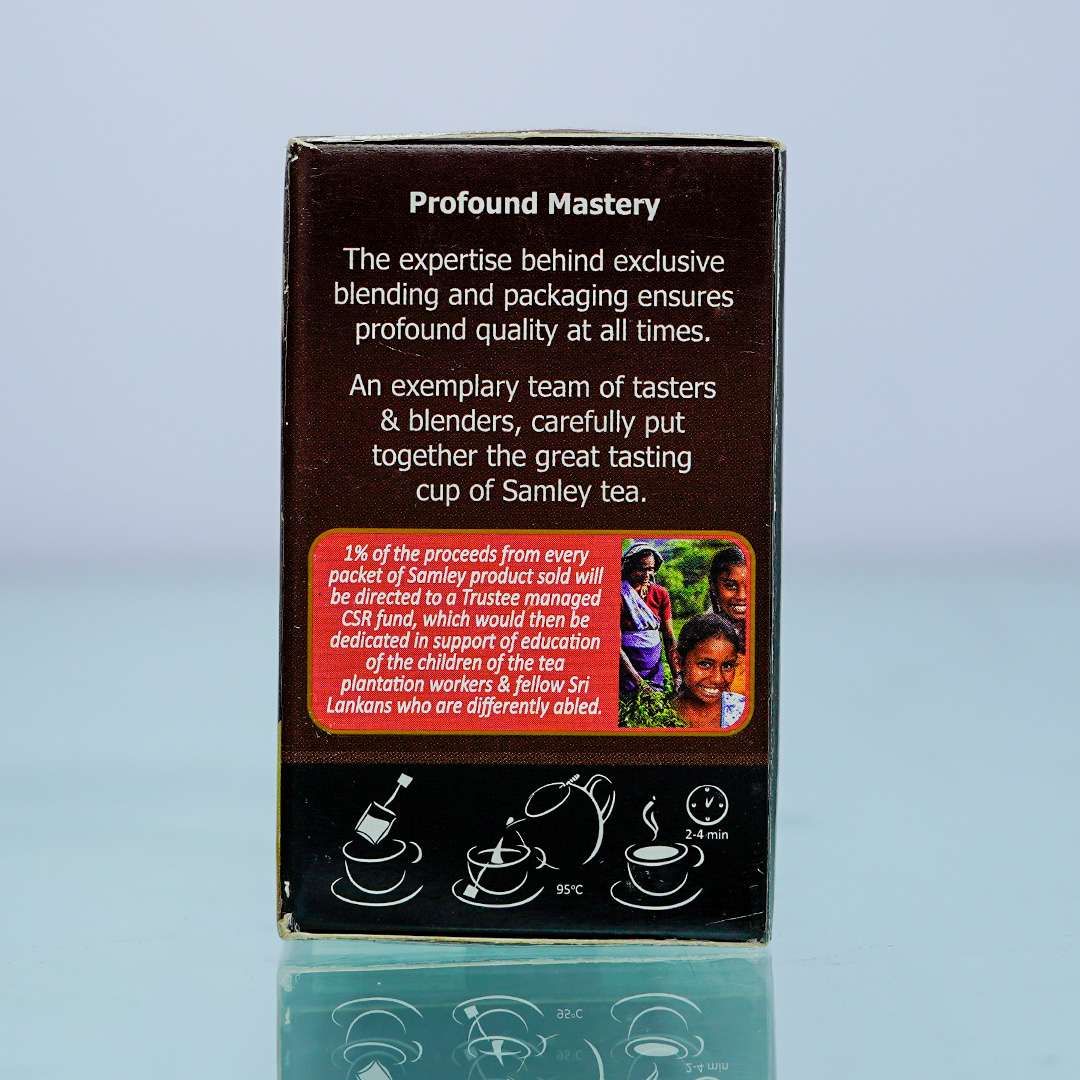 Profound Mastery
The expertise behind exclusive
blending and packaging ensures
profound quality at all times.
An exemplary team of tasters
& blenders, carefully put
together the great tasting
cup of Samley tea.
1% of the proceeds from every
packet of Samley product sold will
be directed to a Trustee managed
CSR fund, which would then be
dedicated in support of education
of the children of the tea
plantation workers & fellow Sri
Lankans who are differently abled.
95°C
2-4 min